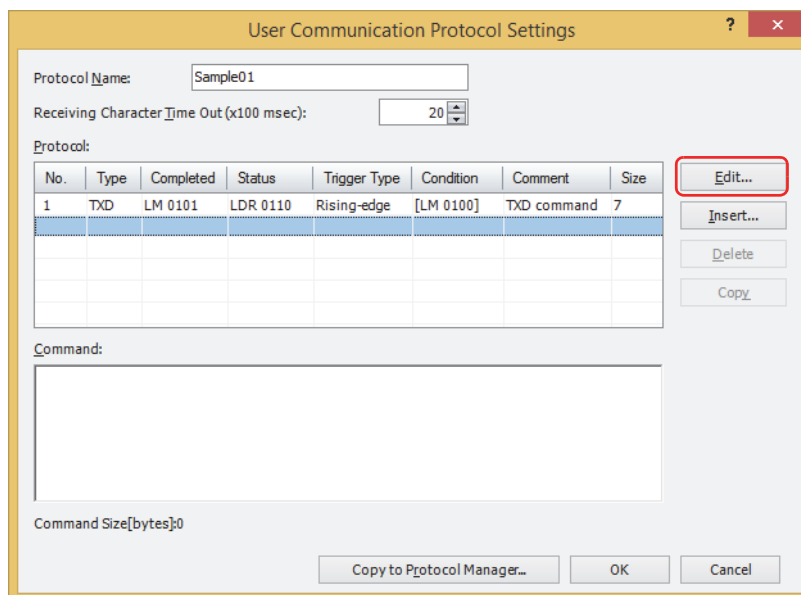 User Communication Protocol Settings ? ×
Protocol Name: Sample01
Receiving Character Time Out (x100 msec): 20
Protocol:
No. Type Completed Status Trigger Type Condition Comment Size
1 TXD LM 0101 LDR 0110 Rising-edge [LM 0100] TXD command 7
Edit...
Insert...
Delete
Copy
Command:
Command Size[bytes]:0
Copy to Protocol Manager... OK Cancel